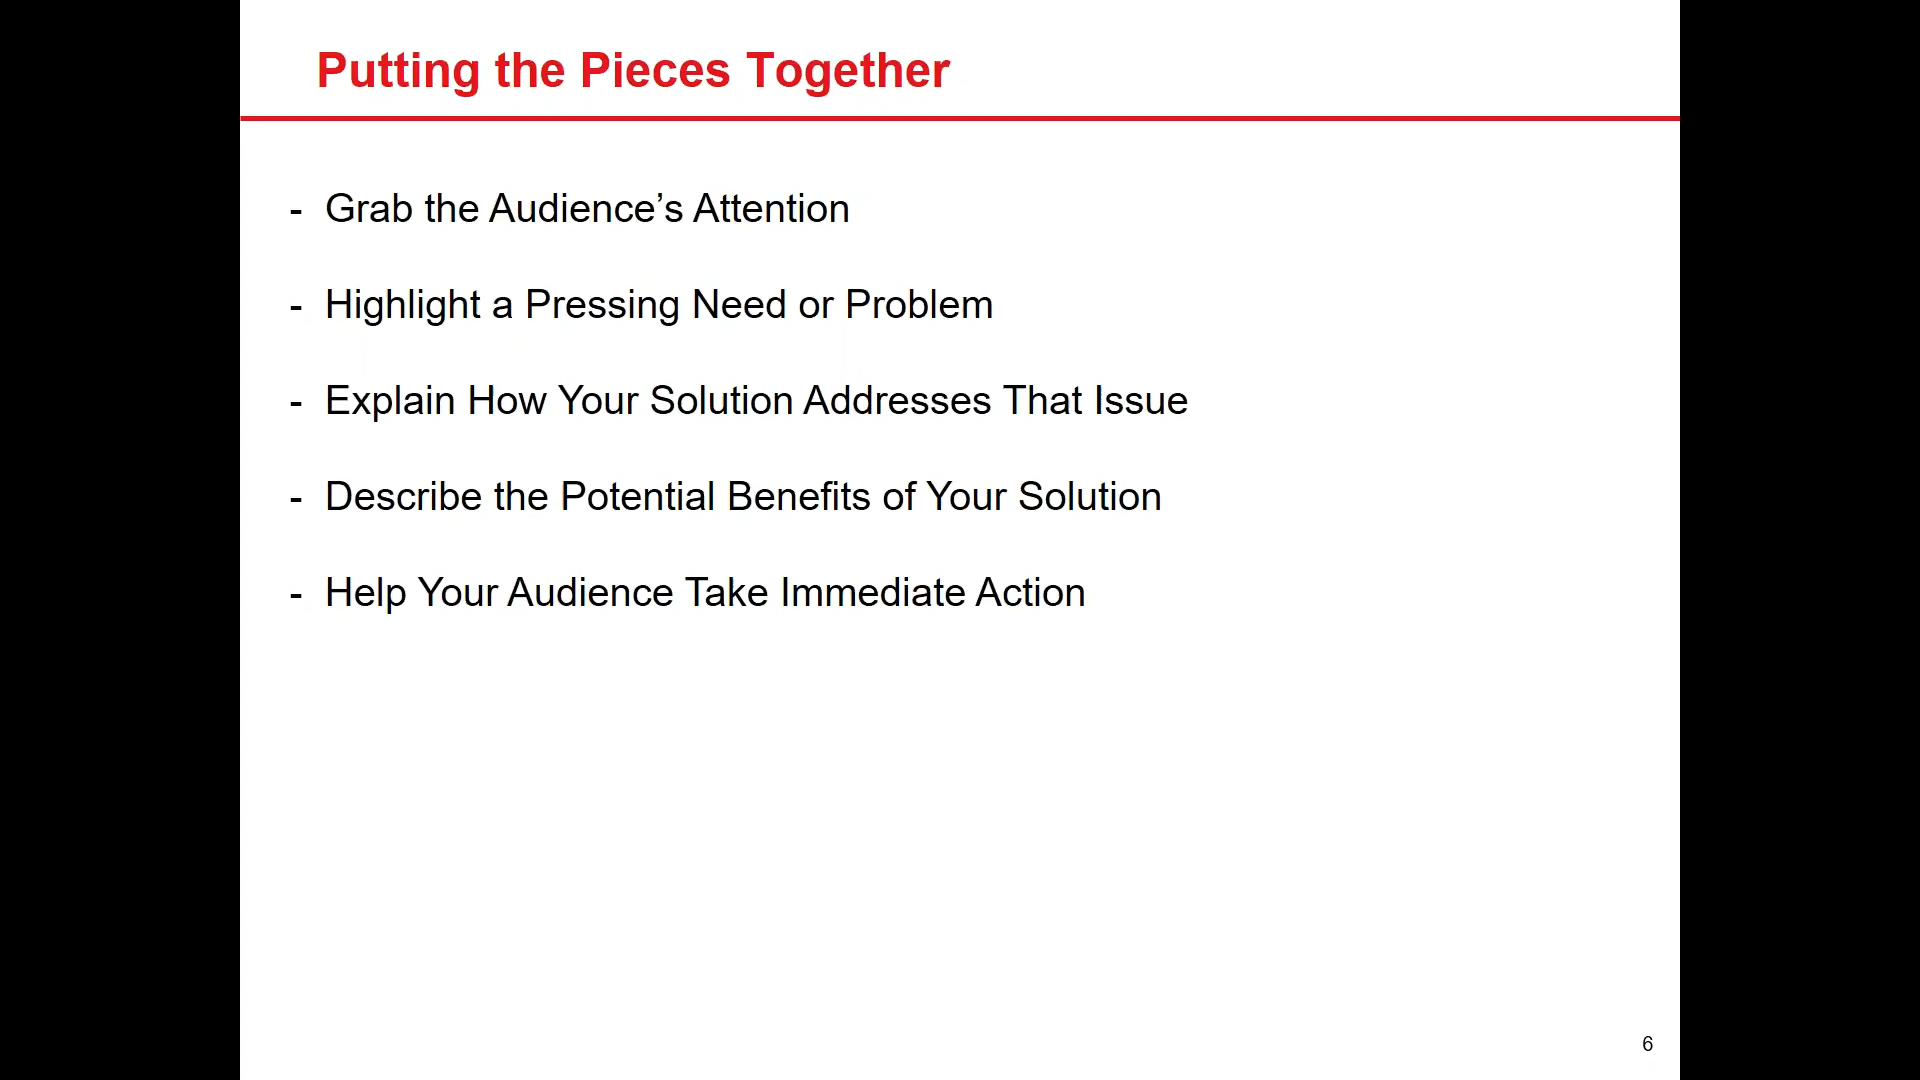 Putting the Pieces Together
- Grab the Audience’s Attention
- Highlight a Pressing Need or Problem
- Explain How Your Solution Addresses That Issue
- Describe the Potential Benefits of Your Solution
- Help Your Audience Take Immediate Action
6